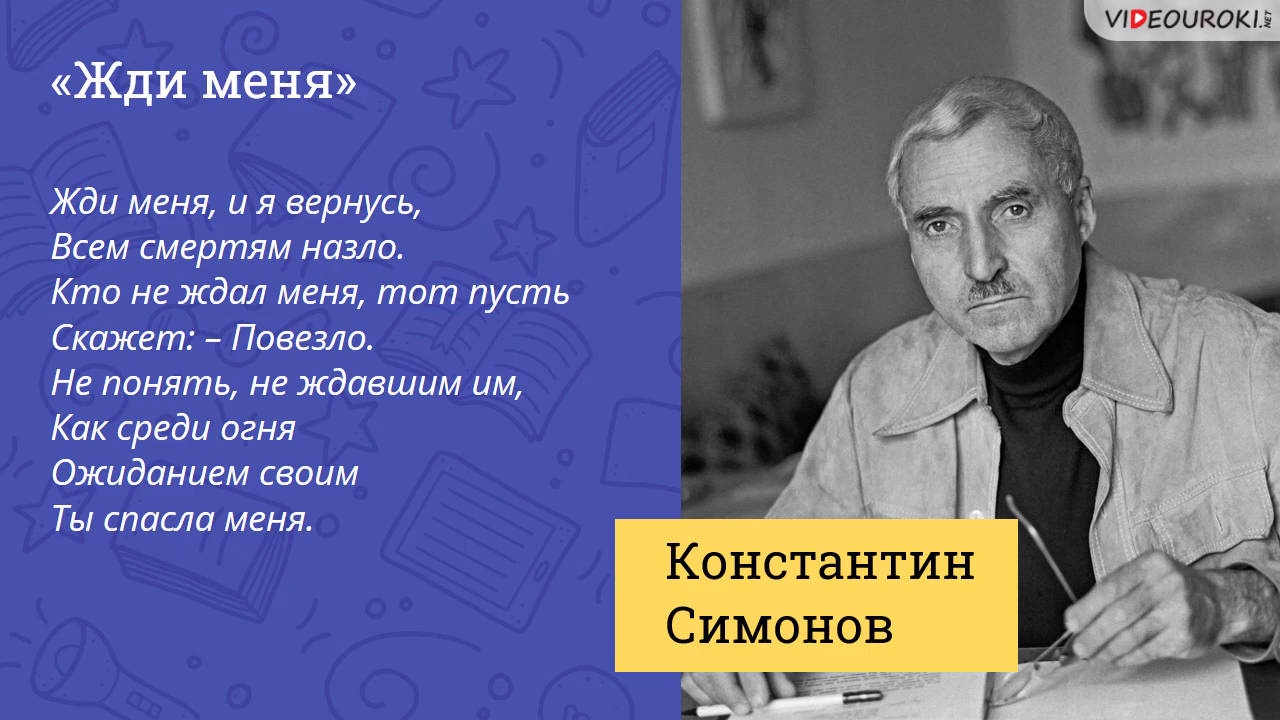 VIDEOUROKI.NET
«Жди меня»
Жди меня, и я вернусь,
Всем смертям назло.
Кто не ждал меня, тот пусть
Скажет: – Повезло.
Не понять, не ждавшим им,
Как среди огня
Ожиданием своим
Ты спасла меня.
Константин
Симонов